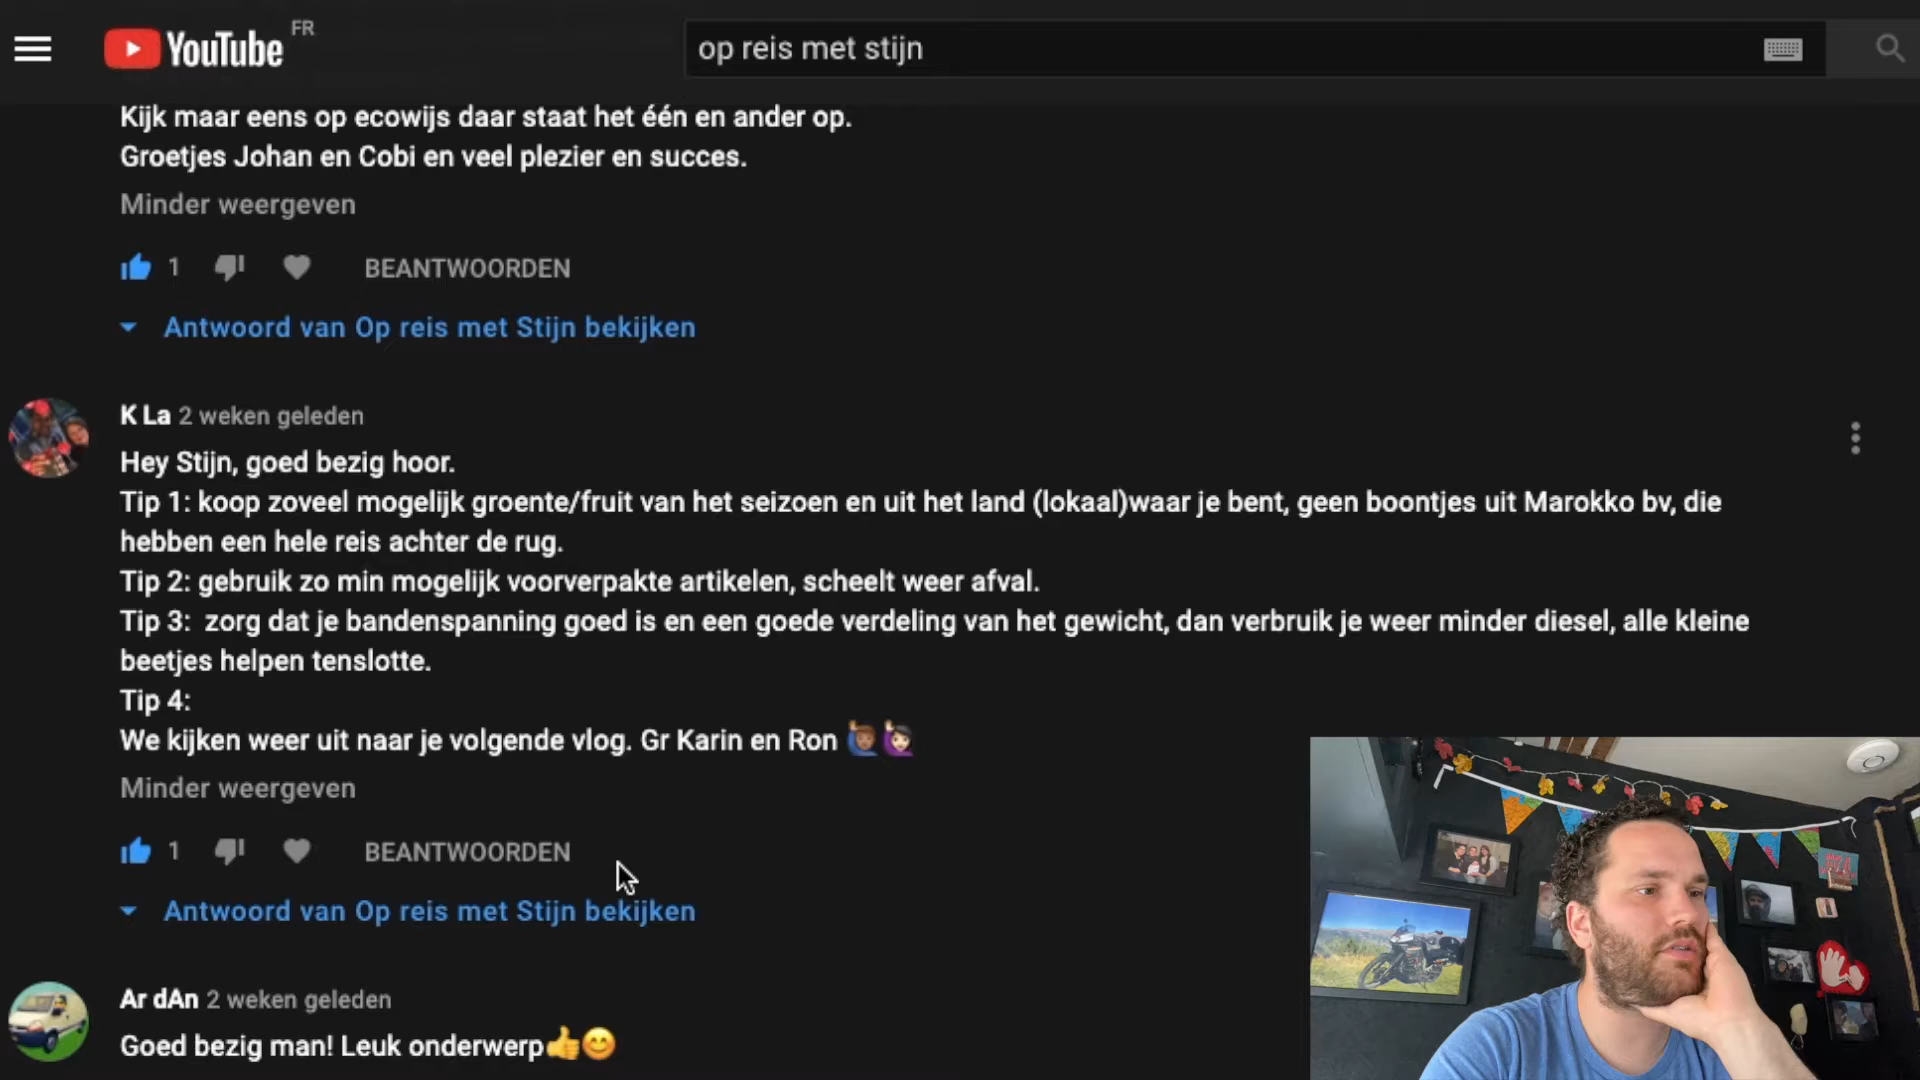 YouTube FR
op reis met stijn
Kijk maar eens op ecowijs daar staat het één en ander op.
Groetjes Johan en Cobi en veel plezier en succes.
Minder weergeven
1 BEANTWOORDEN
Antwoord van Op reis met Stijn bekijken
K La 2 weken geleden
Hey Stijn, goed bezig hoor.
Tip 1: koop zoveel mogelijk groente/fruit van het seizoen en uit het land (lokaal)waar je bent, geen boontjes uit Marokko bv, die
hebben een hele reis achter de rug.
Tip 2: gebruik zo min mogelijk voorverpakte artikelen, scheelt weer afval.
Tip 3: zorg dat je bandenspanning goed is en een goede verdeling van het gewicht, dan verbruik je weer minder diesel, alle kleine
beetjes helpen tenslotte.
Tip 4:
We kijken weer uit naar je volgende vlog. Gr Karin en Ron 🙋🏽‍♂️🙋🏻‍♀️
Minder weergeven
1 BEANTWOORDEN
Antwoord van Op reis met Stijn bekijken
Ar dAn 2 weken geleden
Goed bezig man! Leuk onderwerp👍😊